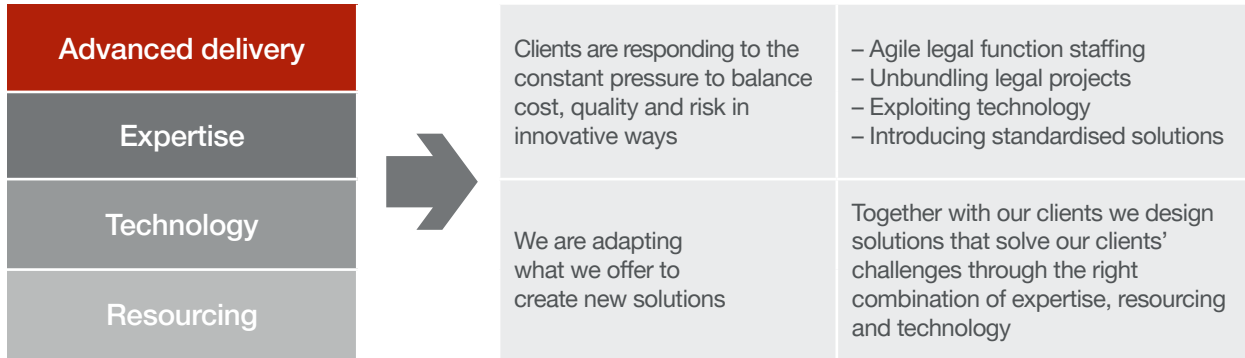 Advanced delivery
Expertise
Technology
Resourcing
Clients are responding to the
constant pressure to balance
cost, quality and risk in
innovative ways
– Agile legal function staffing
– Unbundling legal projects
– Exploiting technology
– Introducing standardised solutions
We are adapting
what we offer to
create new solutions
Together with our clients we design
solutions that solve our clients’
challenges through the right
combination of expertise, resourcing
and technology